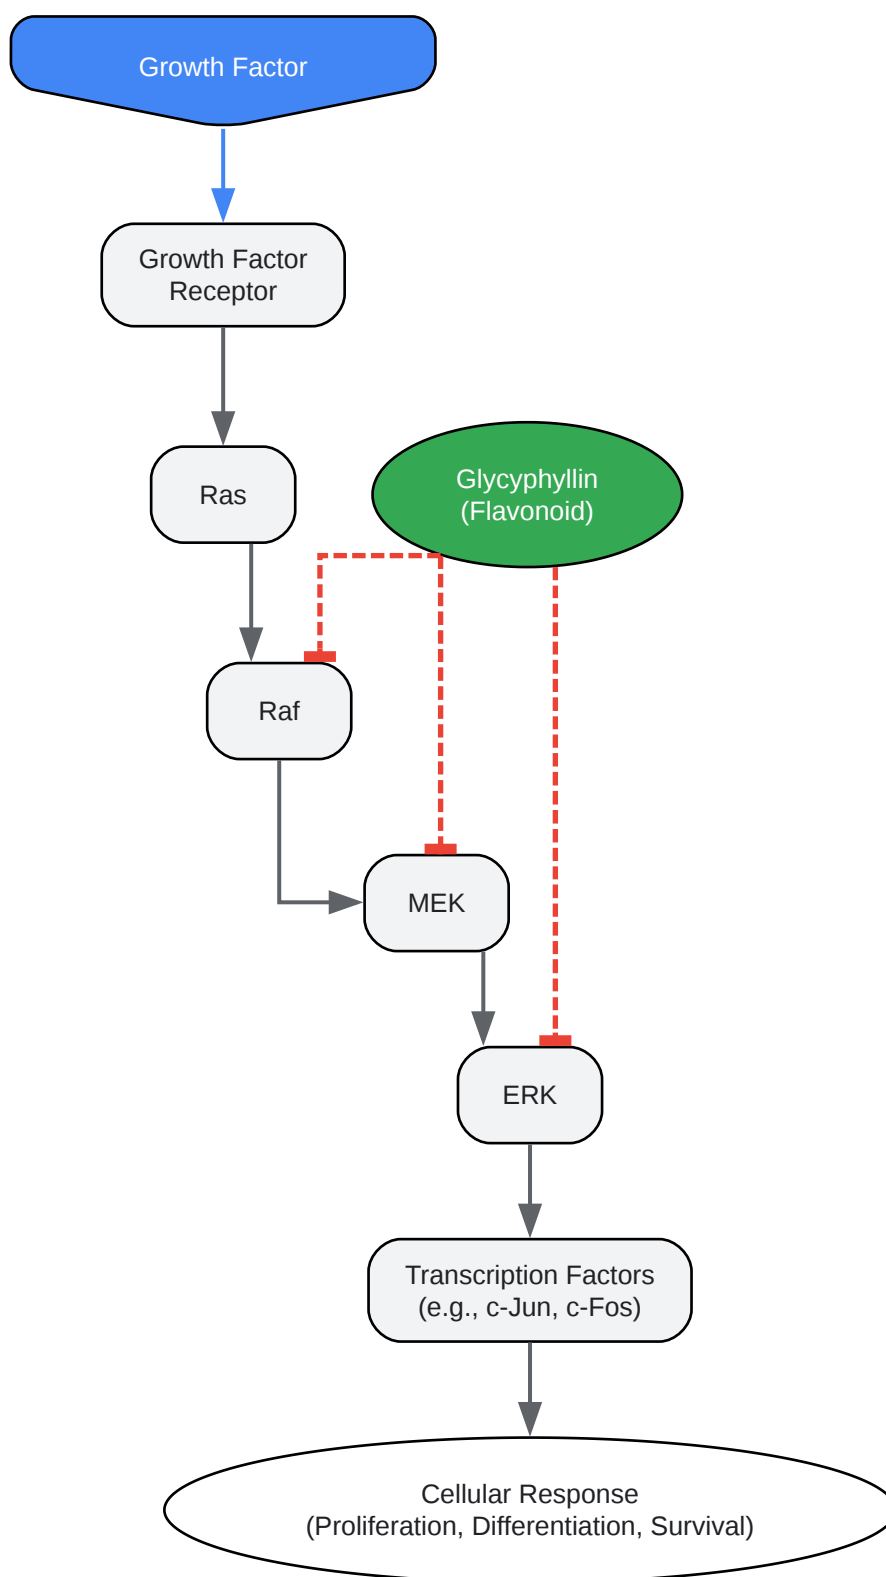 Growth Factor
Growth Factor
Receptor
Ras
Glycyphyllin
(Flavonoid)
Raf
MEK
ERK
Transcription Factors
(e.g., c-Jun, c-Fos)
Cellular Response
(Proliferation, Differentiation, Survival)